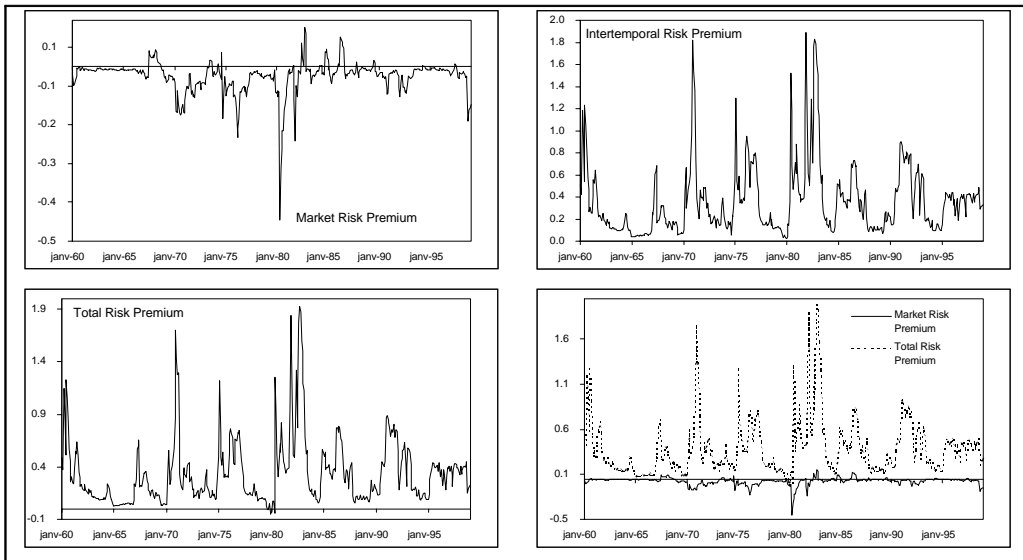 0.1
-0.1
-0.2
-0.3
-0.4
-0.5
Market Risk Premium
janv-60 janv-65 janv-70 janv-75 janv-80 janv-85 janv-90 janv-95
2.0
1.8
1.6
1.4
1.2
1.0
0.8
0.6
0.4
0.2
0.0
Intertemporal Risk Premium
janv-60 janv-65 janv-70 janv-75 janv-80 janv-85 janv-90 janv-95
Total Risk Premium
1.9
1.4
0.9
0.4
-0.1
janv-60 janv-65 janv-70 janv-75 janv-80 janv-85 janv-90 janv-95
1.6
1.1
0.6
0.1
-0.5
Market Risk
Premium
Total Risk
Premium
janv-60 janv-65 janv-70 janv-75 janv-80 janv-85 janv-90 janv-95